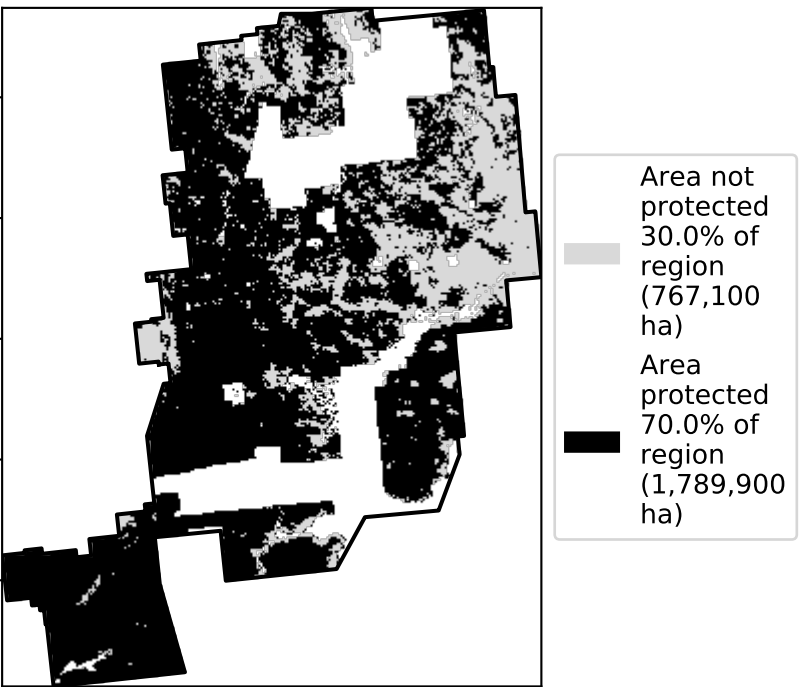 Area not
protected
30.0% of
region
(767,100
ha)
Area
protected
70.0% of
region
(1,789,900
ha)